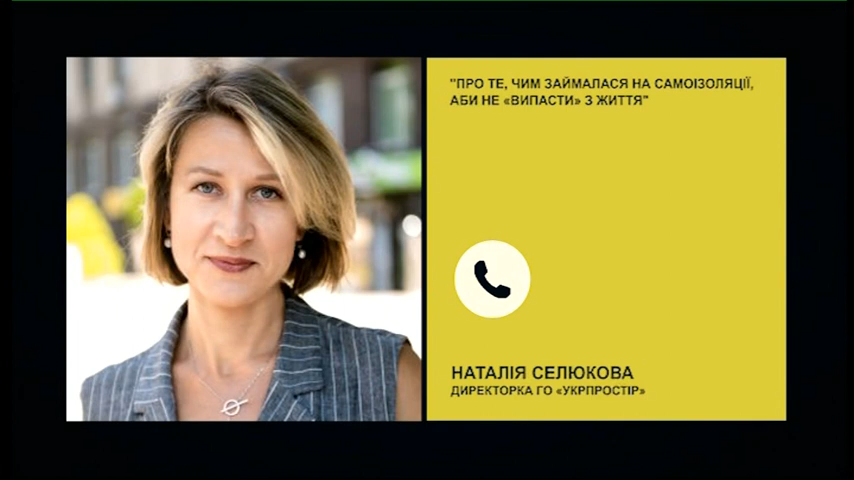 "ПРО ТЕ, ЧИМ ЗАЙМАЛАСЯ НА САМОІЗОЛЯЦІЇ,
АБИ НЕ «ВИПАСТИ» З ЖИТТЯ"
НАТАЛІЯ СЕЛЮКОВА
ДИРЕКТОРКА ГО «УКРПРОСТІР»